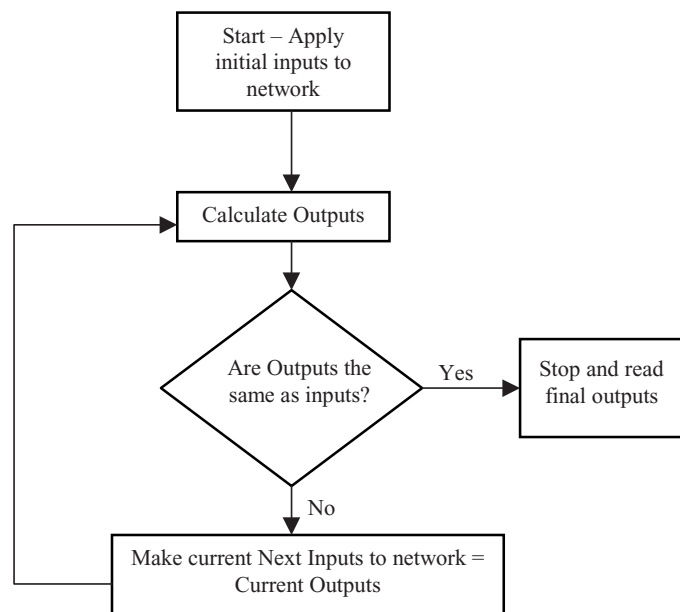 Start – Apply
initial inputs to
network
Calculate Outputs
Are Outputs the
same as inputs?
Yes
Stop and read
final outputs
No
Make current Next Inputs to network =
Current Outputs